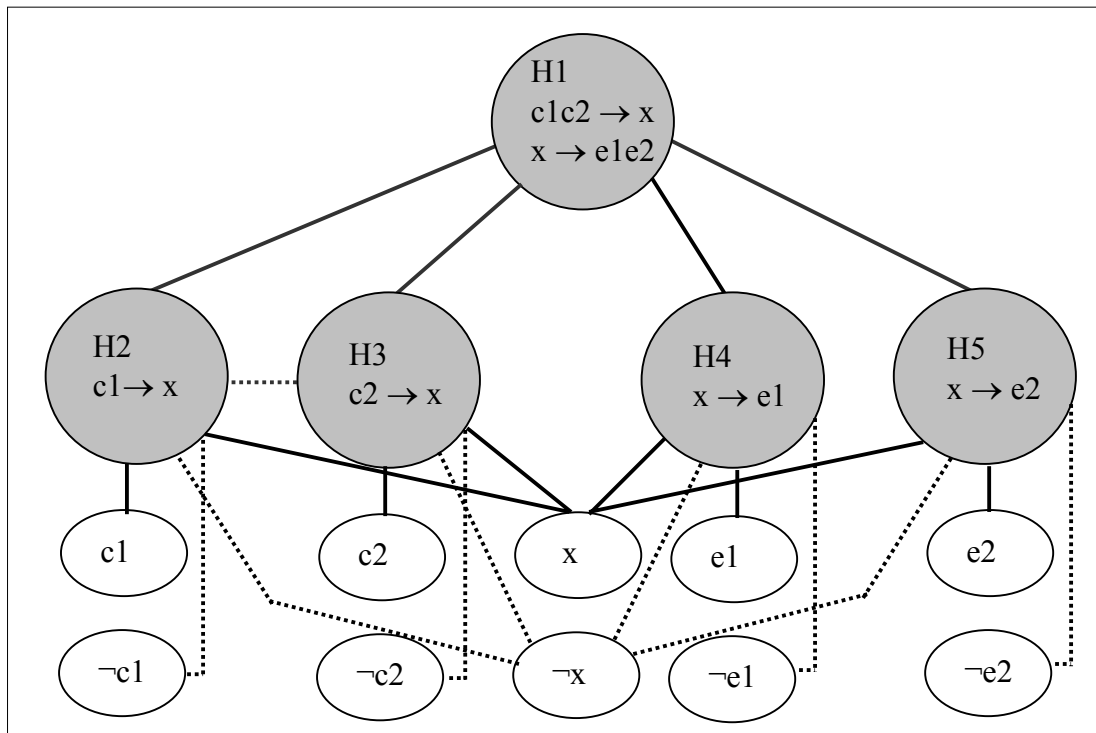 H1
c1c2 → x
x → e1e2
H2
c1→ x
H3
c2 → x
H4
x → e1
H5
x → e2
c1
c2
x
e1
e2
¬c1
¬c2
¬x
¬e1
¬e2